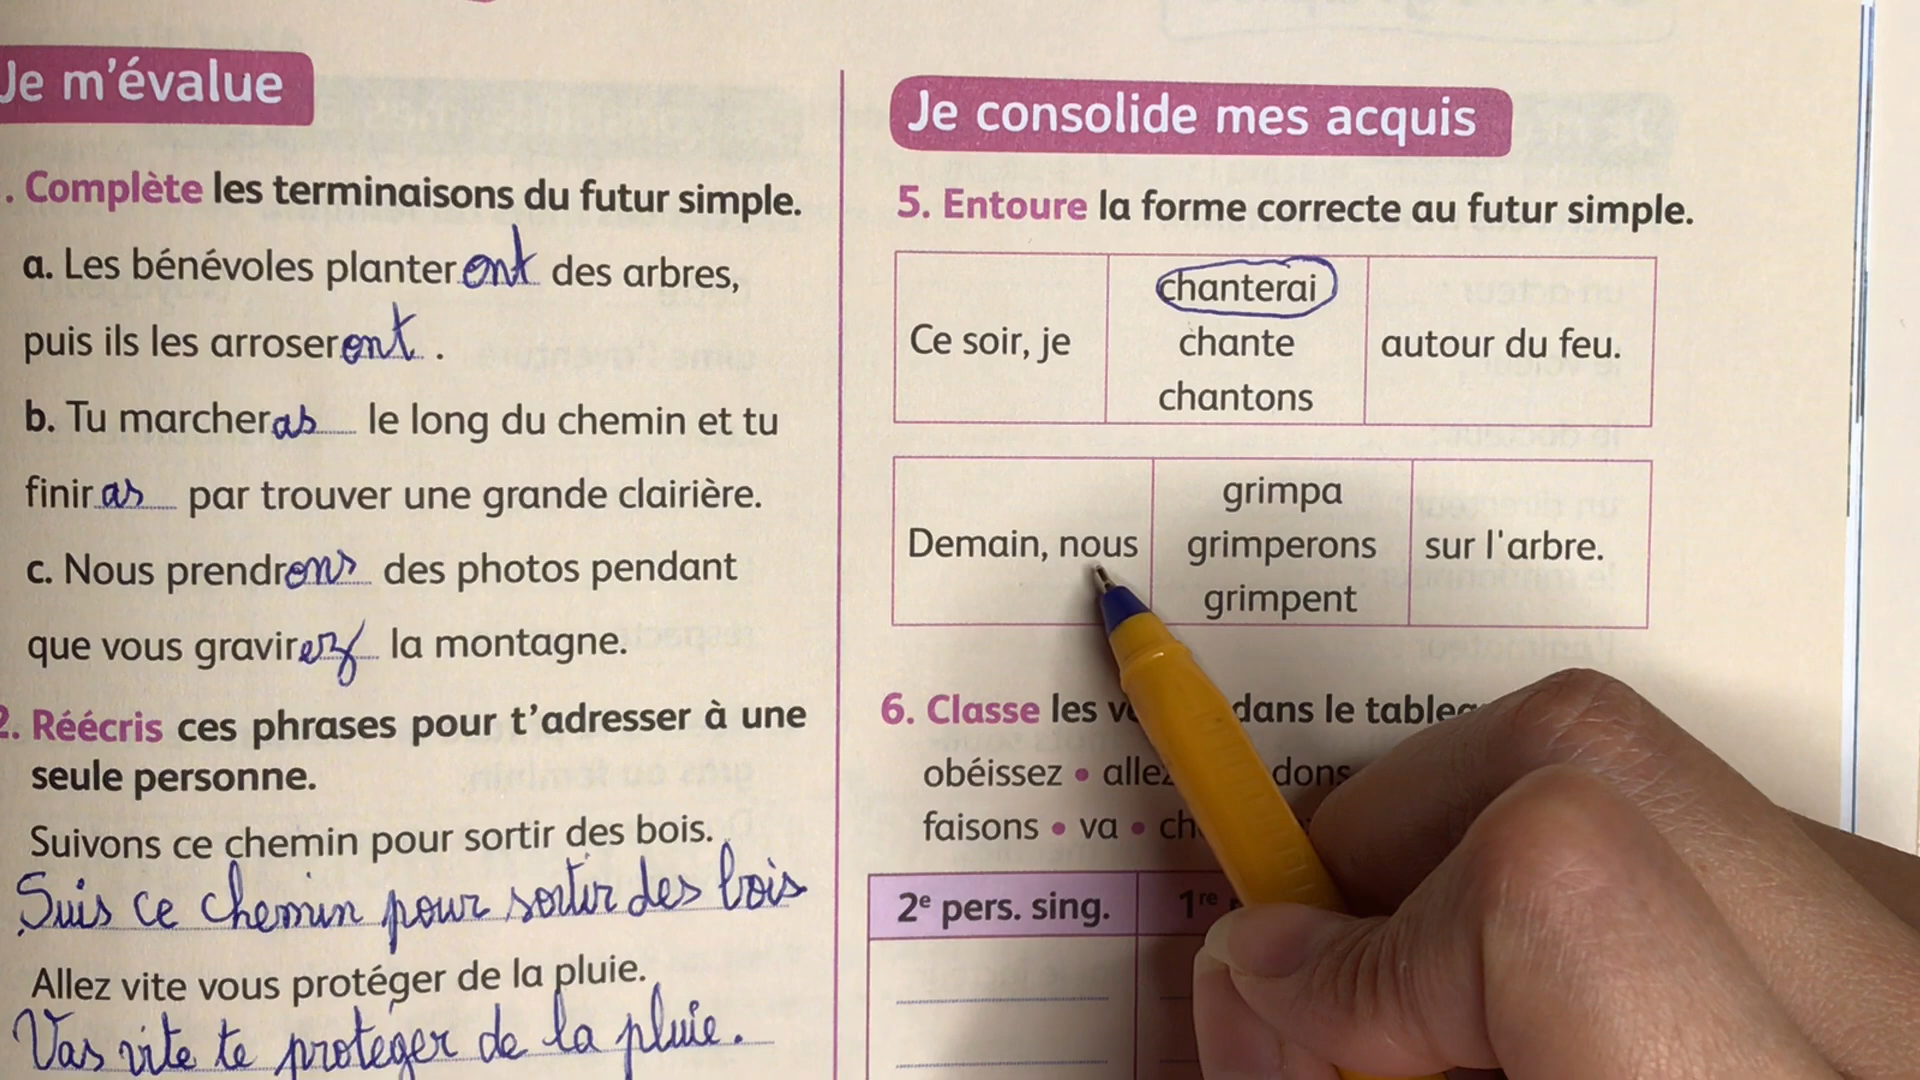 Je m'évalue
. Complète les terminaisons du futur simple.
a. Les bénévoles planteront des arbres,
puis ils les arroseront.
b. Tu marcheras le long du chemin et tu
finiras par trouver une grande clairière.
c. Nous prendrons des photos pendant
que vous gravirez la montagne.
2. Réécris ces phrases pour t'adresser à une
seule personne.
Suivons ce chemin pour sortir des bois.
Suis ce chemin pour sortir des bois
Allez vite vous protéger de la pluie.
Vas vite te protéger de la pluie.
Je consolide mes acquis
5. Entoure la forme correcte au futur simple.
chanterai
Ce soir, je chante autour du feu.
chantons
grimpa
Demain, nous grimperons sur l'arbre.
grimpent
6. Classe les dans le
obéissez •
faisons • va •
2e pers. sing. 1re